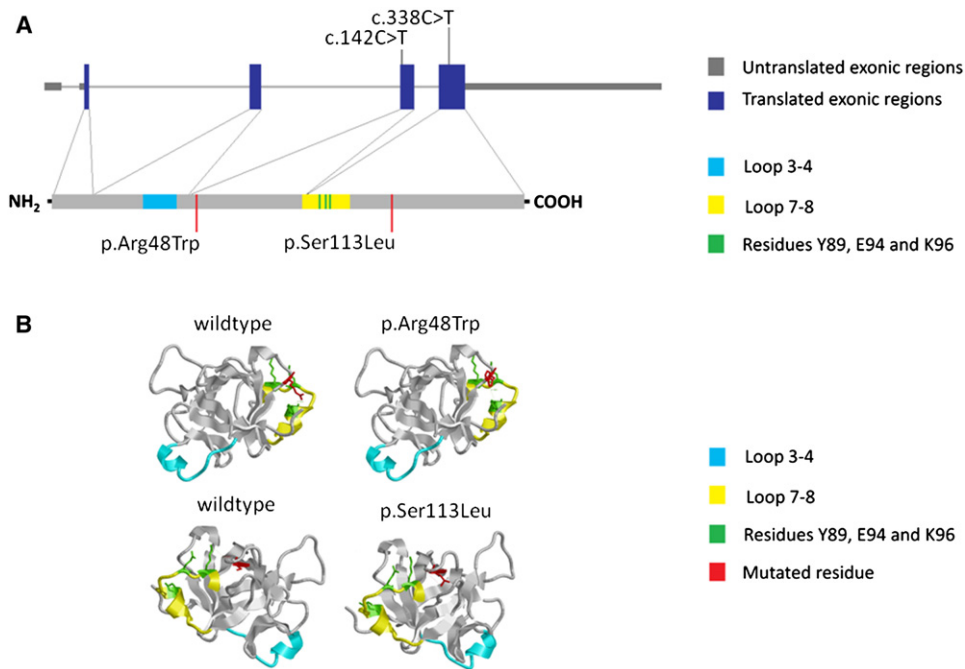 A
c.338C>T
c.142C>T
Untranslated exonic regions
Translated exonic regions
Loop 3-4
NH2
COOH
Loop 7-8
p.Arg48Trp
p.Ser113Leu
Residues Y89, E94 and K96
B
wildtype
p.Arg48Trp
Loop 3-4
wildtype
p.Ser113Leu
Loop 7-8
Residues Y89, E94 and K96
Mutated residue